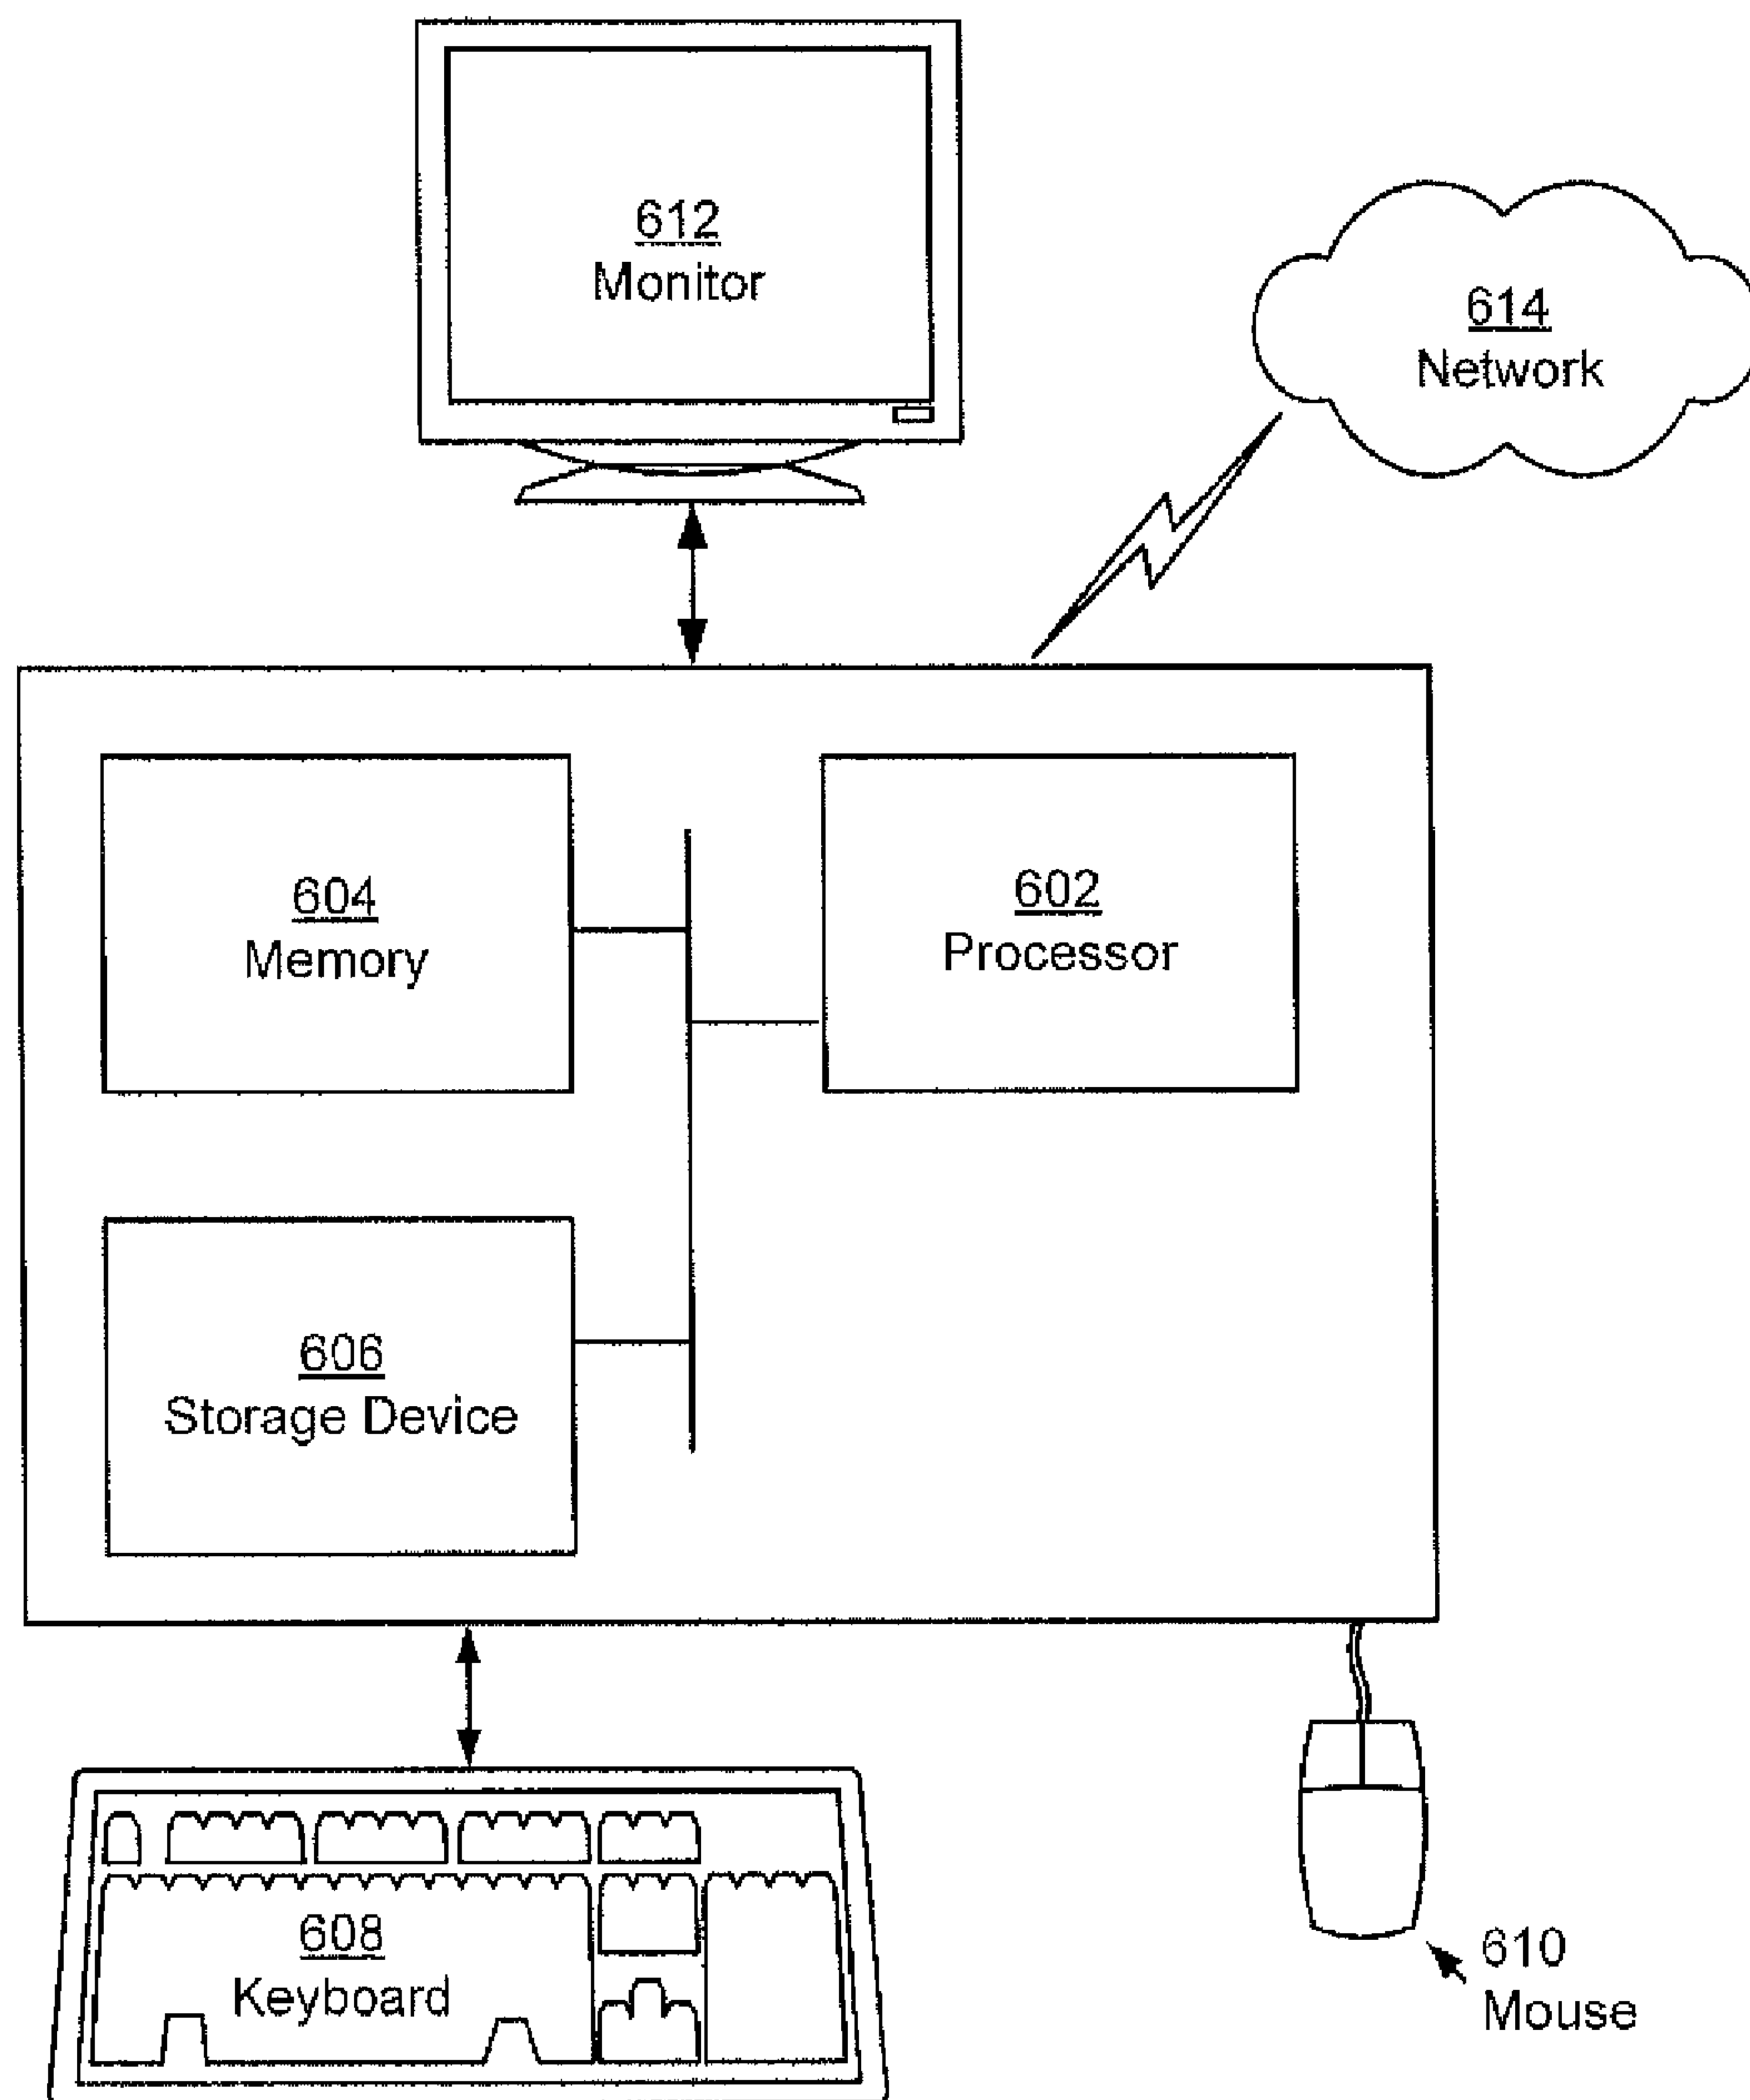 612
Monitor
614
Network
604
Memory
602
Processor
606
Storage Device
608
Keyboard
610
Mouse